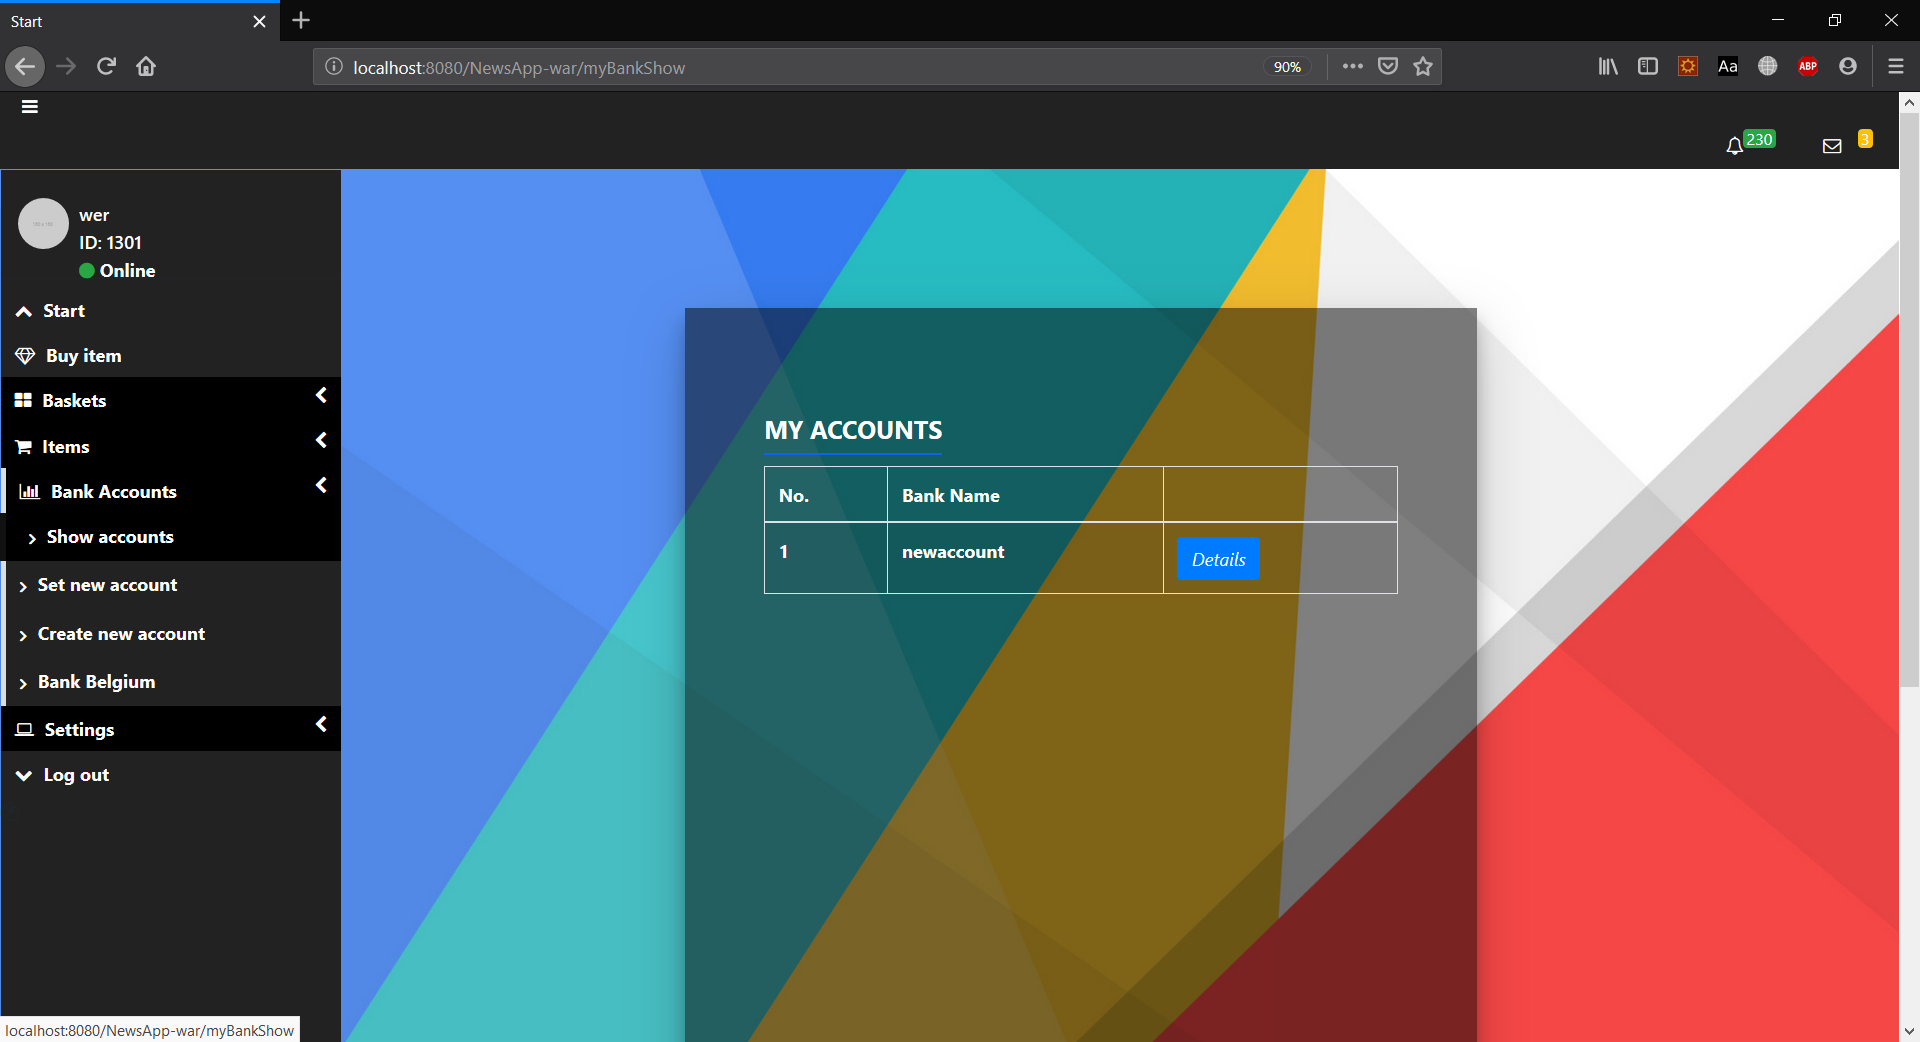 Start
localhost:8080/NewsApp-war/myBankShow
90%
Aa
ABP
230
3
wer
ID: 1301
Online
Start
Buy item
Baskets
Items
Bank Accounts
Show accounts
Set new account
Create new account
Bank Belgium
Settings
Log out
MY ACCOUNTS
No. Bank Name
1 newaccount Details
localhost:8080/NewsApp-war/myBankShow